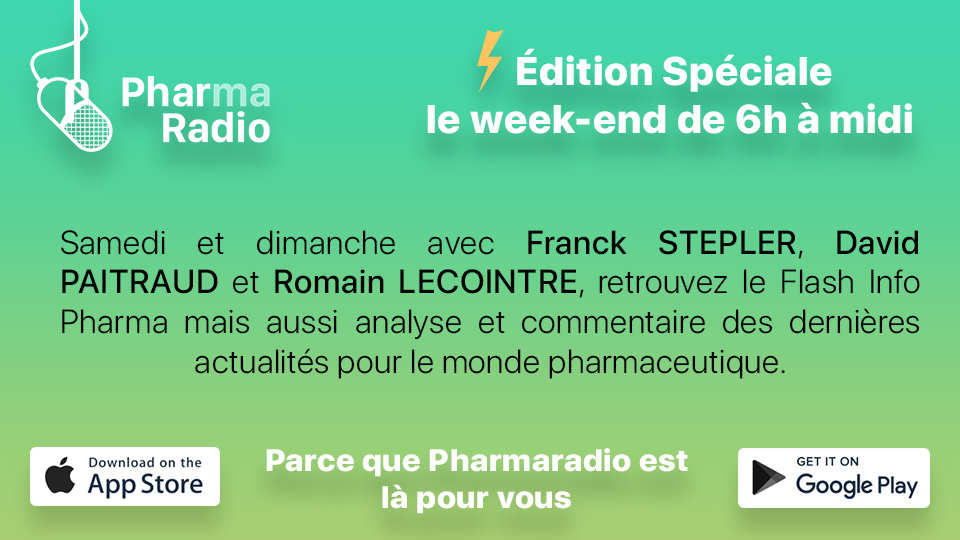 Pharma
Radio
Édition Spéciale
le week-end de 6h à midi
Samedi et dimanche avec Franck STEPLER, David
PAITRAUD et Romain LECOINTRE, retrouvez le Flash Info
Pharma mais aussi analyse et commentaire des dernières
actualités pour le monde pharmaceutique.
Download on the
App Store
Parce que Pharmaradio est
là pour vous
GET IT ON
Google Play